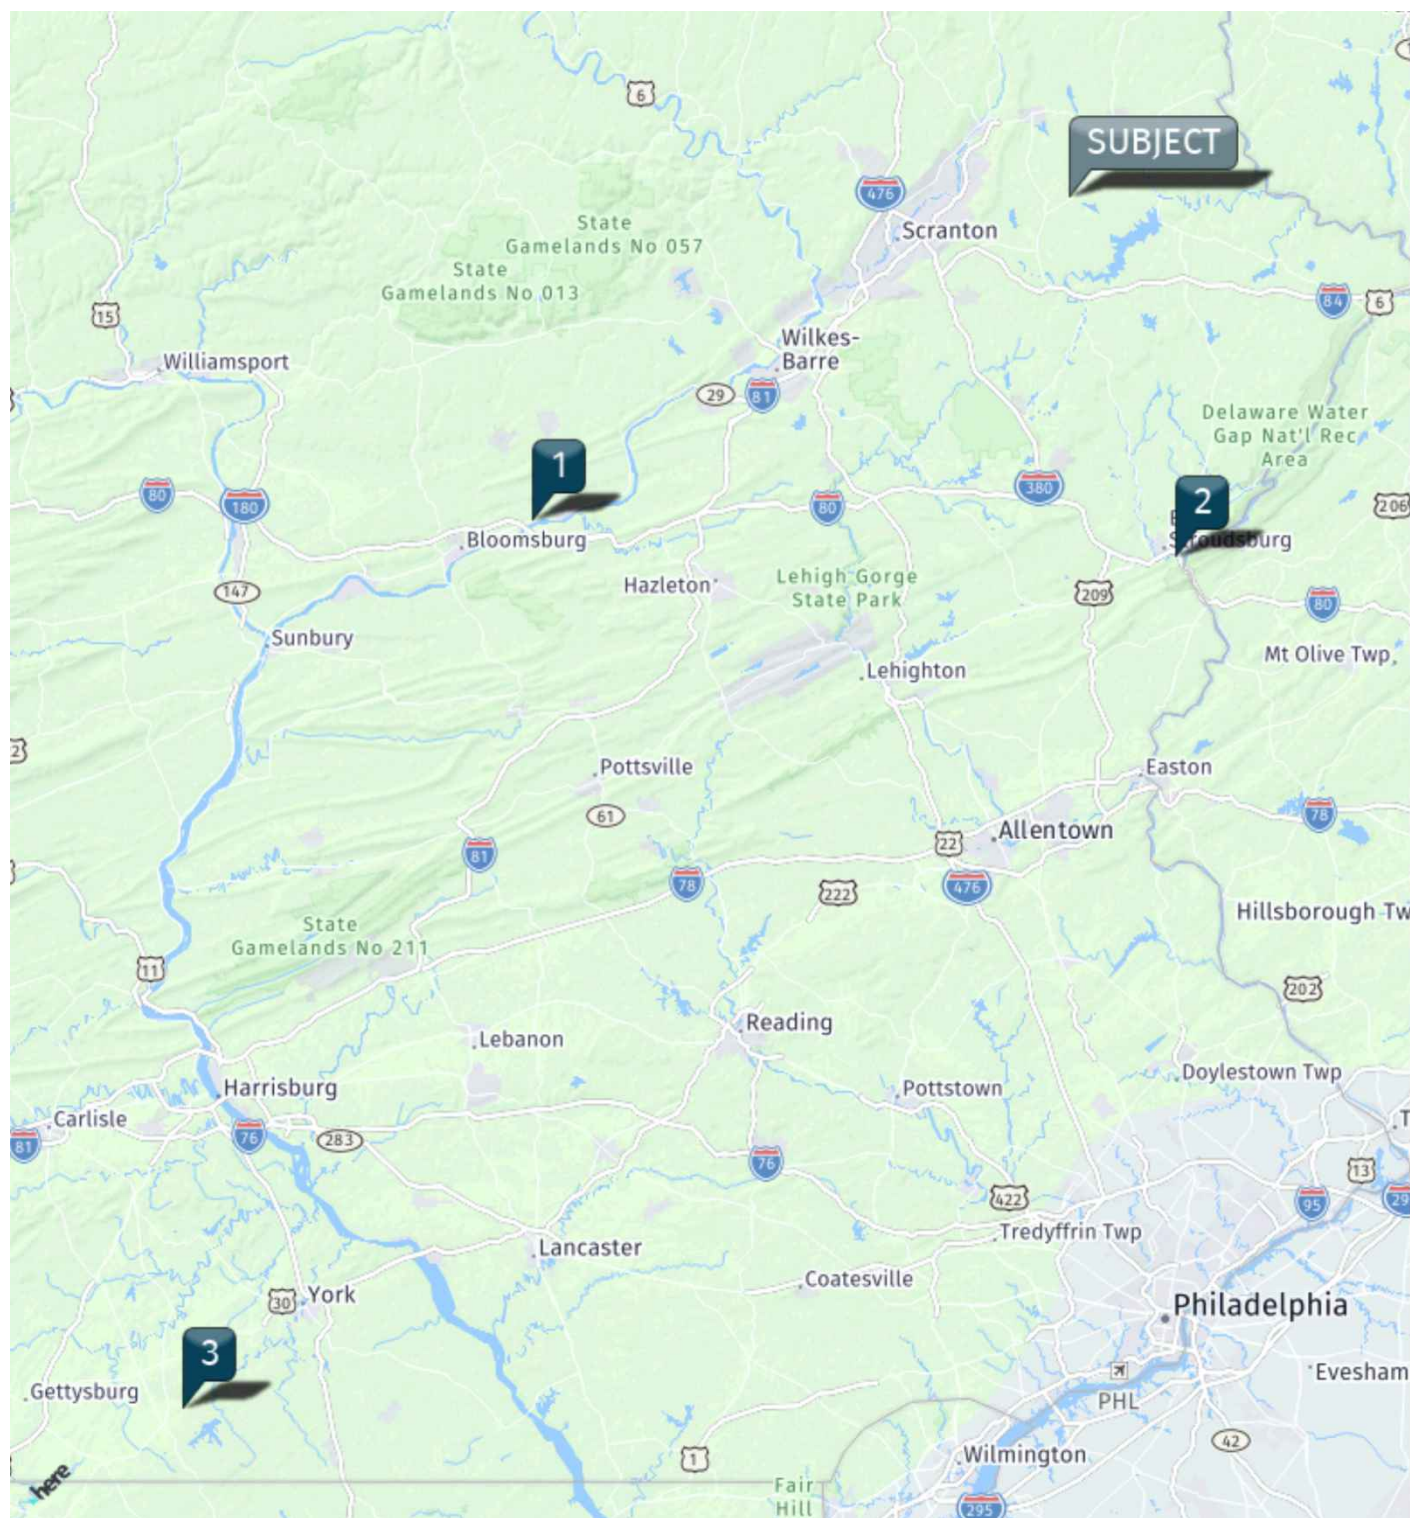 6
SUBJECT
476
Scranton
State
Gamelands No 057
State
Gamelands No 013
15
84
6
Wilkes-
Barre
Williamsport
29
81
Delaware Water
Gap Nat'l Rec
Area
1
80
180
80
380
2
206
Bloomsburg
Stroudsburg
Hazleton
Lehigh Gorge
State Park
147
209
80
Sunbury
Mt Olive Twp
Lehighton
Pottsville
Easton
61
78
Allentown
22
81
78
222
476
Hillsborough Tw
State
Gamelands No 211
11
202
Reading
Lebanon
Doylestown Twp
Harrisburg
Pottstown
Carlisle
81
76
283
76
13
422
95
29
Tredyffrin Twp
Lancaster
Coatesville
30
York
Philadelphia
3
Gettysburg
Evesham
PHL
42
1
Wilmington
here
Fair
Hill
295